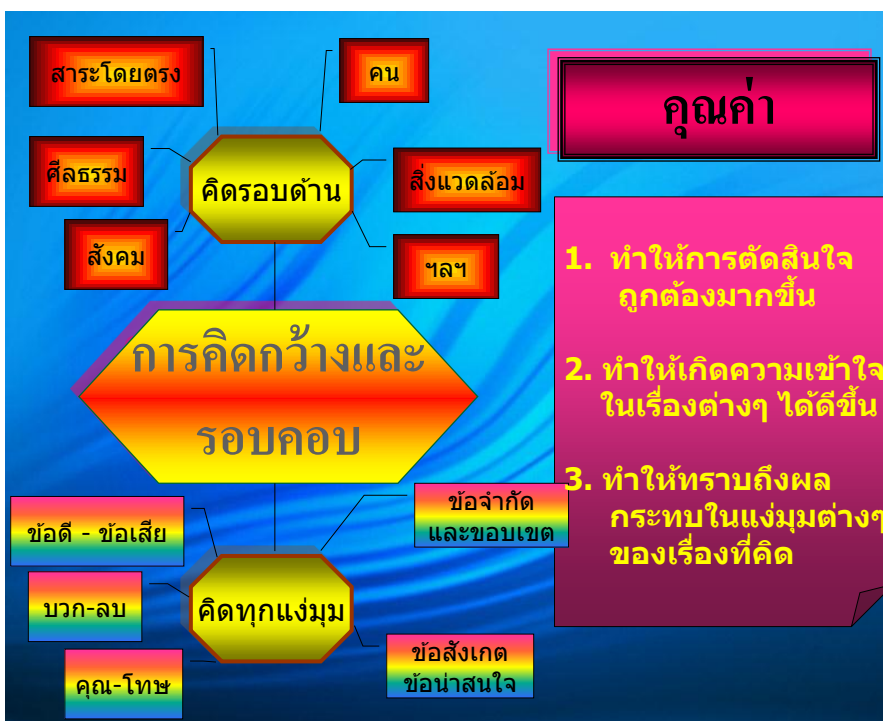 สาระโดยตรง
คน
ศีลธรรม
คิดรอบด้าน
สิ่งแวดล้อม
สังคม
ฯลฯ
การคิดกว้างและ
รอบคอบ
ข้อดี - ข้อเสีย
ข้อจำกัด
และขอบเขต
บวก-ลบ
คิดทุกแง่มุม
คุณ-โทษ
ข้อสังเกต
ข้อน่าสนใจ
คุณค่า
1. ทำให้การตัดสินใจ
ถูกต้องมากขึ้น
2. ทำให้เกิดความเข้าใจ
ในเรื่องต่างๆ ได้ดีขึ้น
3. ทำให้ทราบถึงผล
กระทบในแง่มุมต่างๆ
ของเรื่องที่คิด